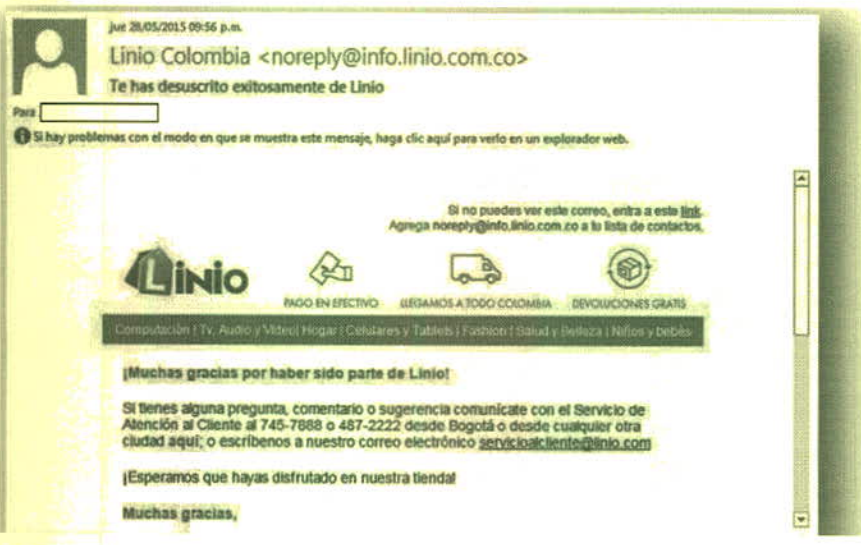 jue 28/05/2015 09:56 p.m.
Linio Colombia <noreply@info.linio.com.co>
Te has desuscrito exitosamente de Linio
Para
Si hay problemas con el modo en que se muestra este mensaje, haga clic aquí para verlo en un explorador web.
Si no puedes ver este correo, entra a este link.
Agrega noreply@info.linio.com.co a tu lista de contactos.
LINIO
PAGO EN EFECTIVO LLEGAMOS A TODO COLOMBIA DEVOLUCIONES GRATIS
Computación | Tv, Audio y Video | Hogar | Celulares y Tablets | Fashion | Salud y Belleza | Niños y bebés
¡Muchas gracias por haber sido parte de Linio!
Si tienes alguna pregunta, comentario o sugerencia comunícate con el Servicio de
Atención al Cliente al 745-7888 o 487-2222 desde Bogotá o desde cualquier otra
ciudad aquí; o escríbenos a nuestro correo electrónico servicioalcliente@linio.com
¡Esperamos que hayas disfrutado en nuestra tienda!
Muchas gracias,